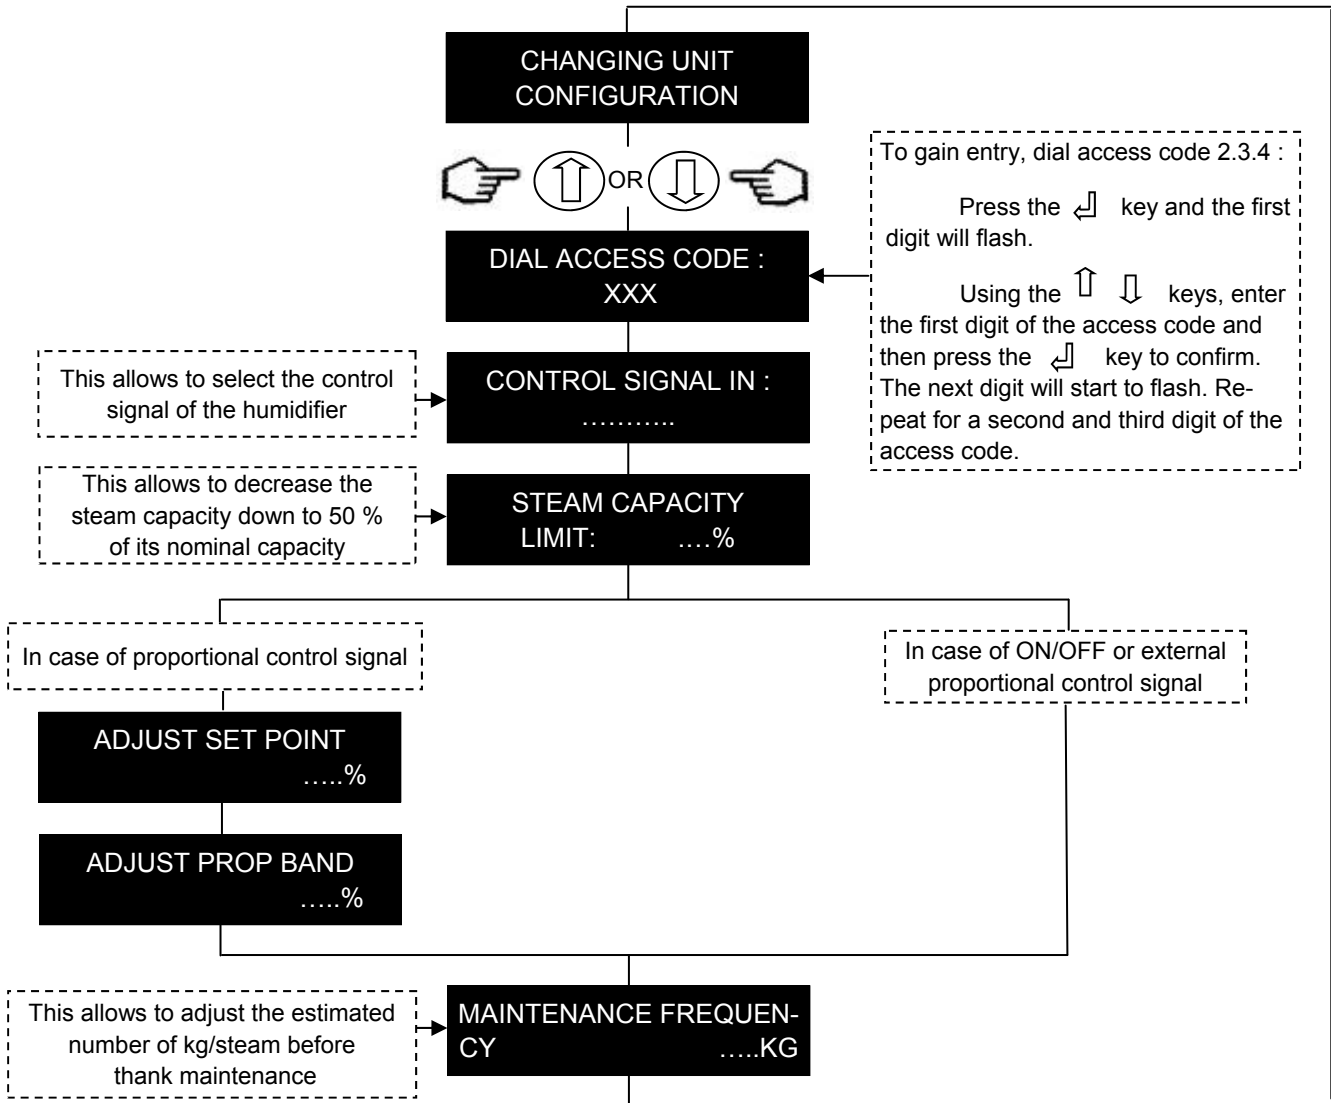 CHANGING UNIT
CONFIGURATION
OR
To gain entry, dial access code 2.3.4 :
Press the key and the first
digit will flash.
Using the keys, enter
the first digit of the access code and
then press the key to confirm.
The next digit will start to flash. Re-
peat for a second and third digit of the
access code.
DIAL ACCESS CODE :
XXX
This allows to select the control
signal of the humidifier
CONTROL SIGNAL IN :
………..
This allows to decrease the
steam capacity down to 50 %
of its nominal capacity
STEAM CAPACITY
LIMIT: ….%
In case of proportional control signal
In case of ON/OFF or external
proportional control signal
ADJUST SET POINT
…..%
ADJUST PROP BAND
…..%
This allows to adjust the estimated
number of kg/steam before
thank maintenance
MAINTENANCE FREQUEN-
CY …..KG